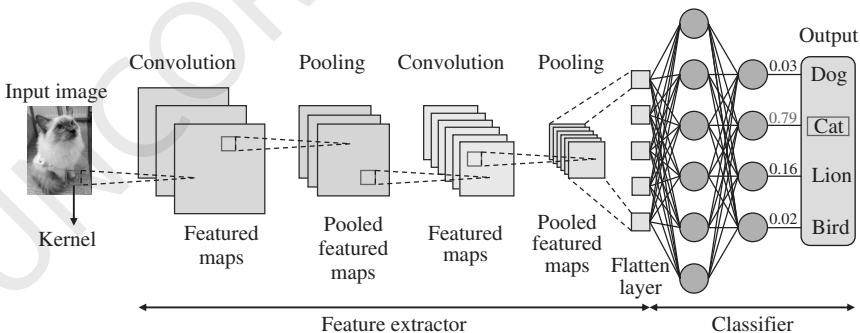 UNCOR
Convolution
Pooling
Convolution
Pooling
Output
Input image
0.03
Dog
0.79
Cat
0.16
Lion
0.02
Bird
Kernel
Featured
maps
Pooled
featured
maps
Featured
maps
Pooled
featured
maps
Flatten
layer
Feature extractor
Classifier